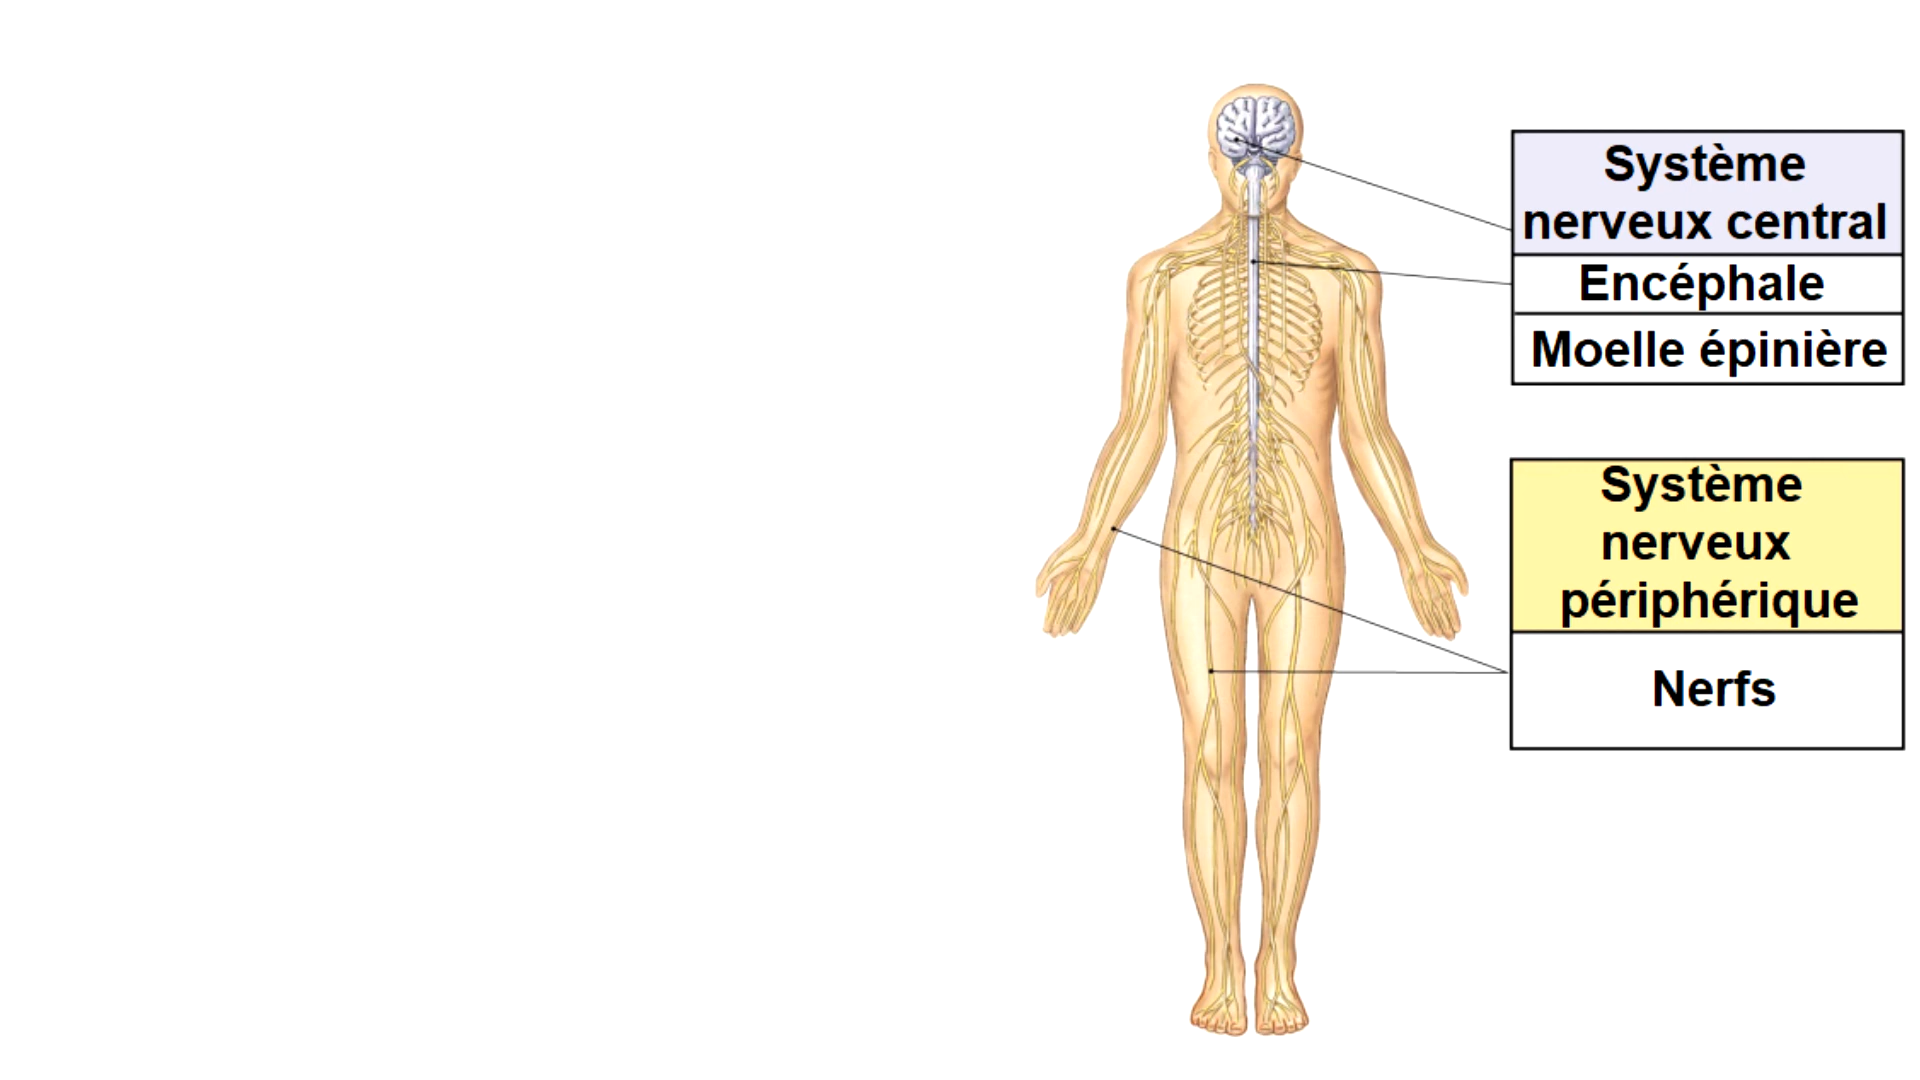 Système
nerveux central
Encéphale
Moelle épinière
Système
nerveux
périphérique
Nerfs